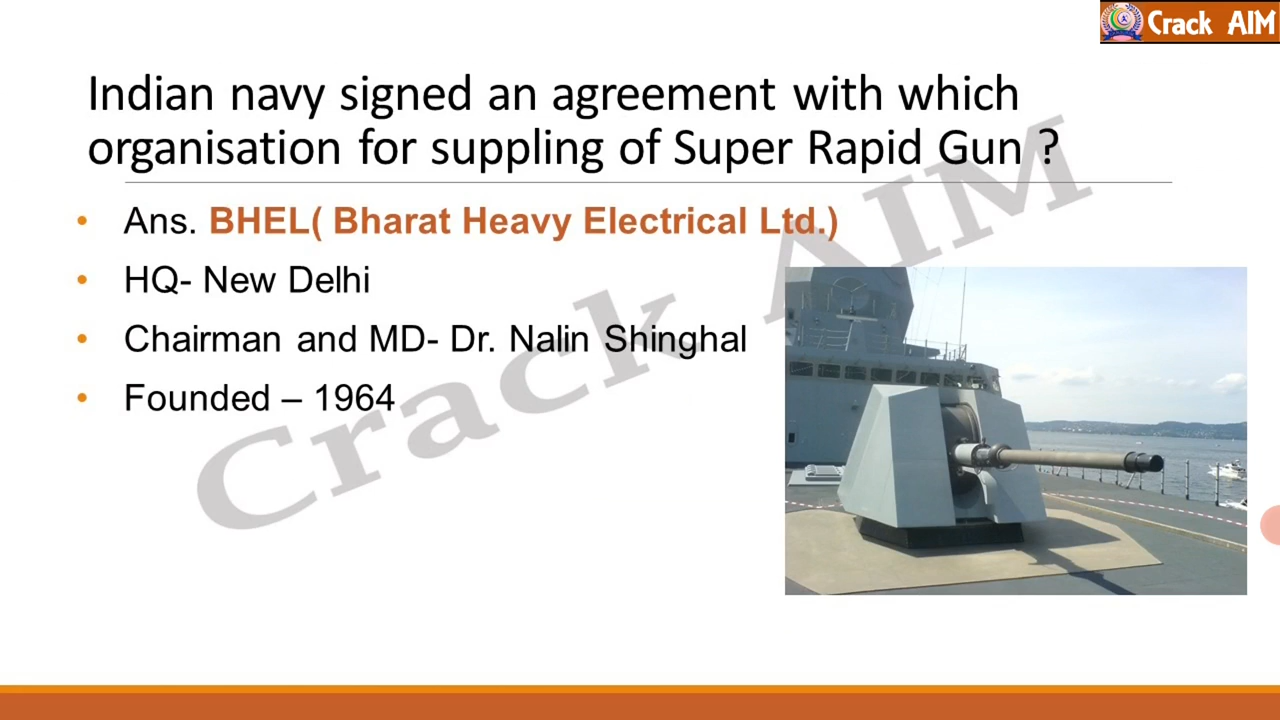 Crack AIM
Indian navy signed an agreement with which
organisation for suppling of Super Rapid Gun ?
• Ans. BHEL( Bharat Heavy Electrical Ltd.)
• HQ- New Delhi
• Chairman and MD- Dr. Nalin Shinghal
• Founded – 1964
Crack AIM